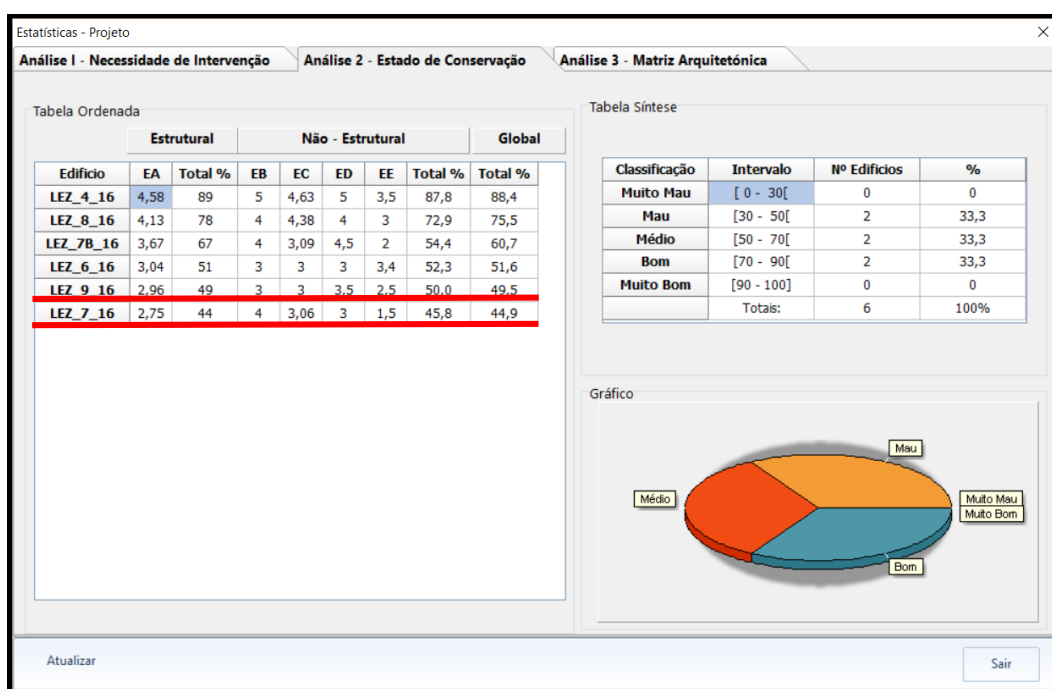 Estatísticas - Projeto
Análise I - Necessidade de Intervenção Análise 2 - Estado de Conservação Análise 3 - Matriz Arquitetónica
Tabela Ordenada
Estrutural Não - Estrutural Global
Edificio EA Total % EB EC ED EE Total % Total %
LEZ_4_16 4,58 89 5 4,63 5 3,5 87,8 88,4
LEZ_8_16 4,13 78 4 4,38 4 3 72,9 75,5
LEZ_7B_16 3,67 67 4 3,09 4,5 2 54,4 60,7
LEZ_6_16 3,04 51 3 3 3 3,4 52,3 51,6
LEZ_9_16 2,96 49 3 3 3,5 2,5 50,0 49,5
LEZ_7_16 2,75 44 4 3,06 3 1,5 45,8 44,9
Tabela Síntese
Classificação Intervalo Nº Edificios %
Muito Mau [ 0 - 30[ 0 0
Mau [30 - 50[ 2 33,3
Médio [50 - 70[ 2 33,3
Bom [70 - 90[ 2 33,3
Muito Bom [90 - 100] 0 0
Totais: 6 100%
Gráfico
Mau
Médio
Muito Mau
Muito Bom
Bom
Atualizar
Sair